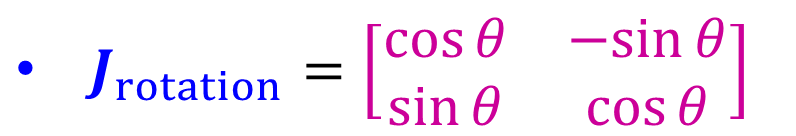 • J_rotation = [cos θ −sin θ
sin θ cos θ]